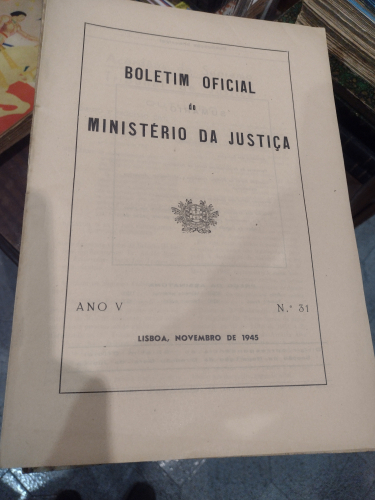 BOLETIM OFICIAL
do
MINISTÉRIO DA JUSTIÇA
ANO V
N.º 31
LISBOA, NOVEMBRO DE 1945